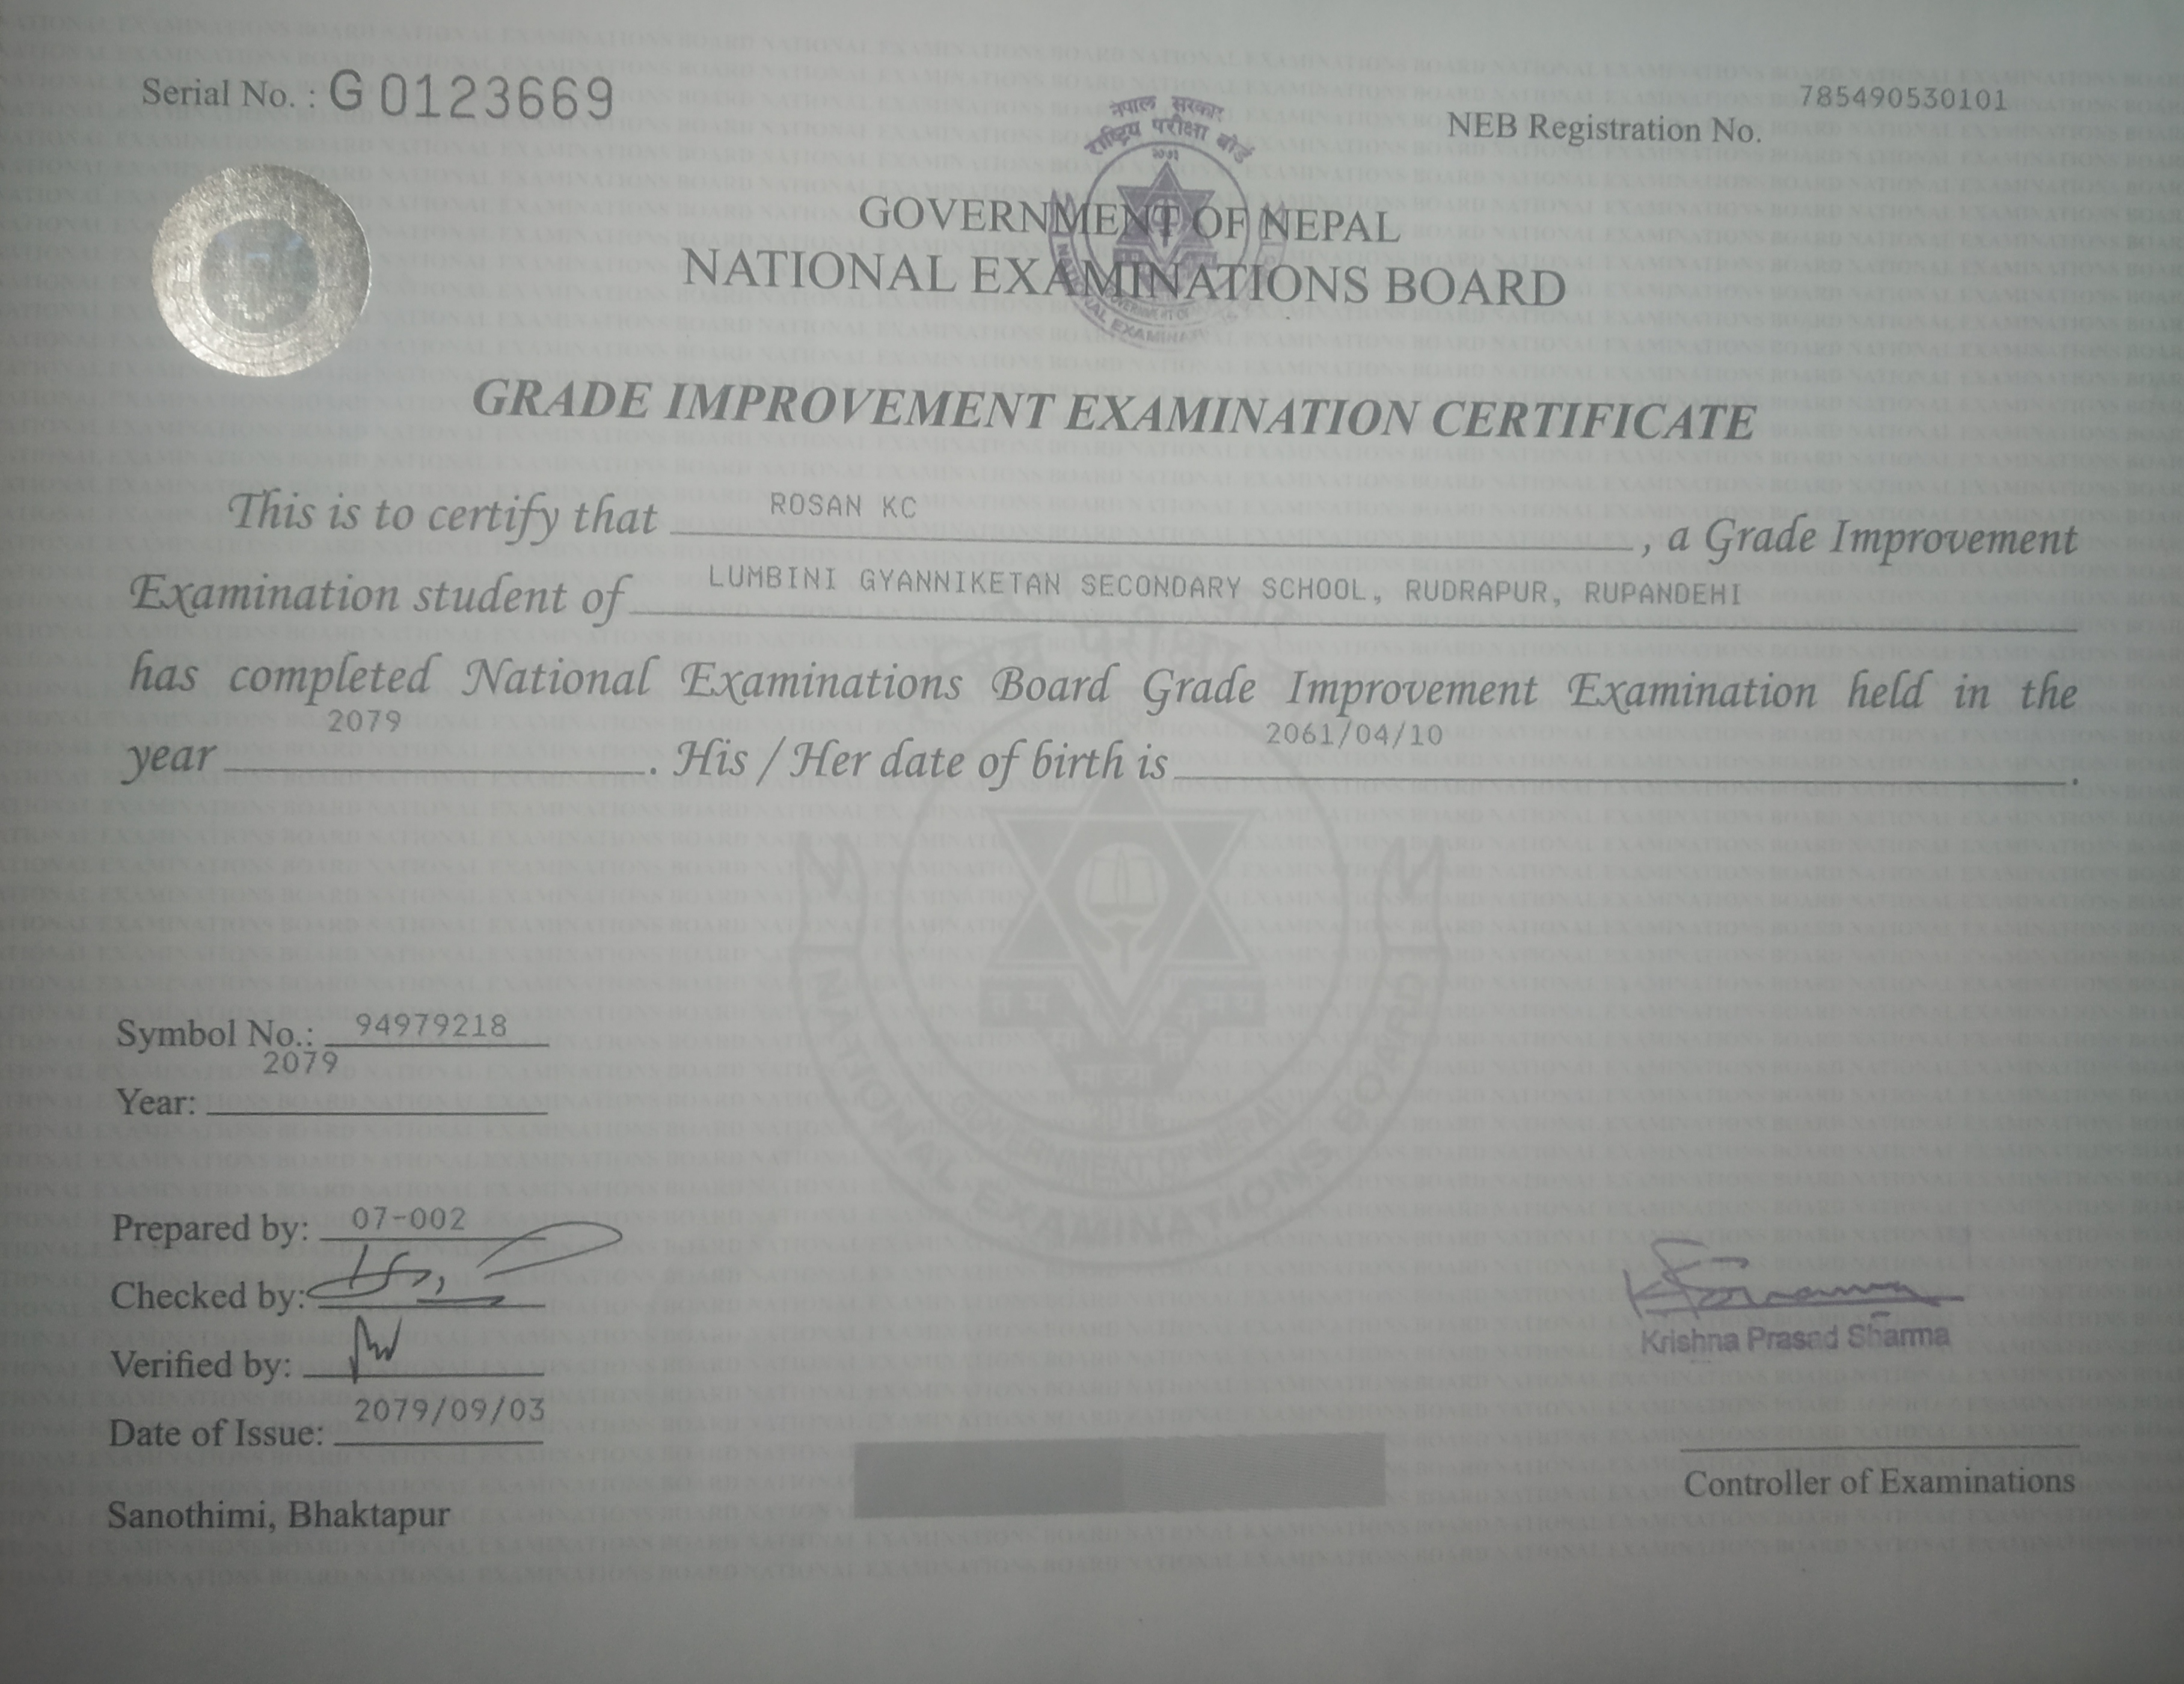 Serial No. : G 0123669
785490530101
NEB Registration No.
नेपाल सरकार
राष्ट्रिय परीक्षा बोर्ड
GOVERNMENT OF NEPAL
NATIONAL EXAMINATIONS BOARD
GRADE IMPROVEMENT EXAMINATION CERTIFICATE
This is to certify that ROSAN KC , a Grade Improvement
Examination student of LUMBINI GYANNIKETAN SECONDARY SCHOOL, RUDRAPUR, RUPANDEHI
has completed National Examinations Board Grade Improvement Examination held in the
year 2079 . His / Her date of birth is 2061/04/10 .
Symbol No.: 94979218
Year: 2079
GOVERNMENT OF NEPAL
NATIONAL EXAMINATIONS BOARD
Prepared by: 07-002
Checked by:
Verified by:
Date of Issue: 2079/09/03
Sanothimi, Bhaktapur
Krishna Prasad Sharma
Controller of Examinations